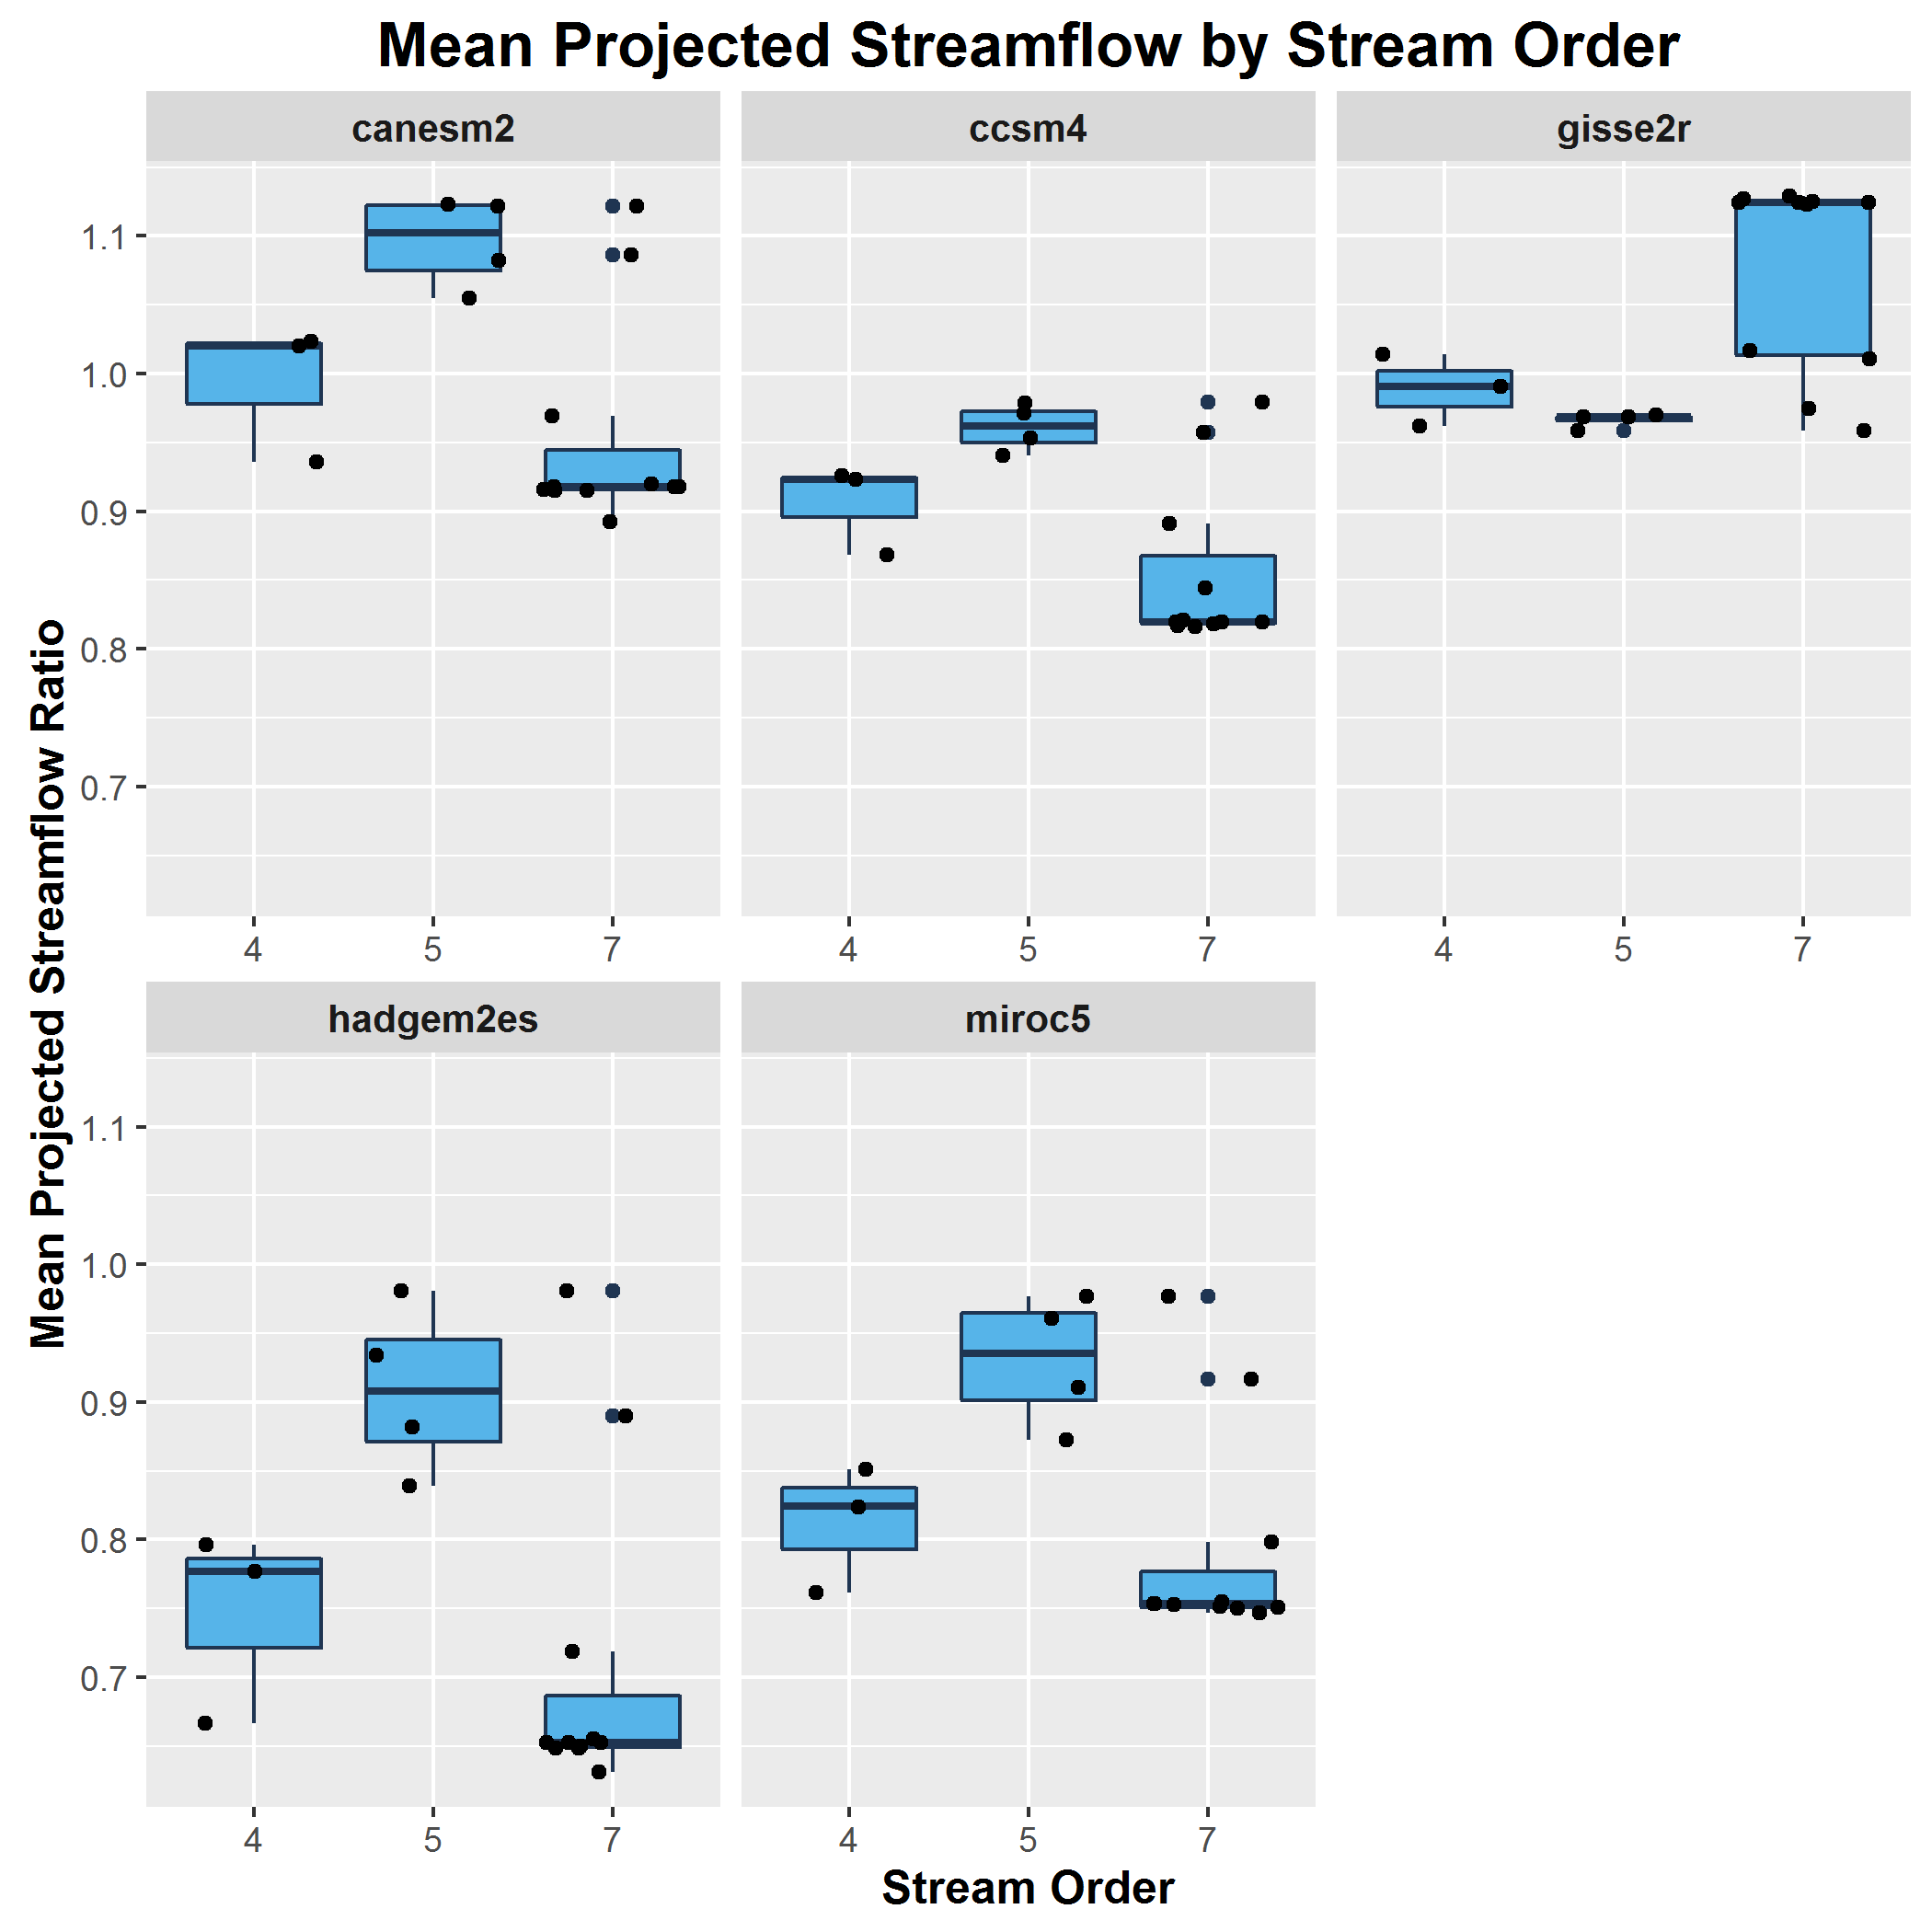 Mean Projected Streamflow by Stream Order
canesm2
ccsm4
gisse2r
1.1
1.0
0.9
0.8
0.7
4 5 7
4 5 7
4 5 7
hadgem2es
miroc5
1.1
1.0
0.9
0.8
0.7
4 5 7
4 5 7
Mean Projected Streamflow Ratio
Stream Order